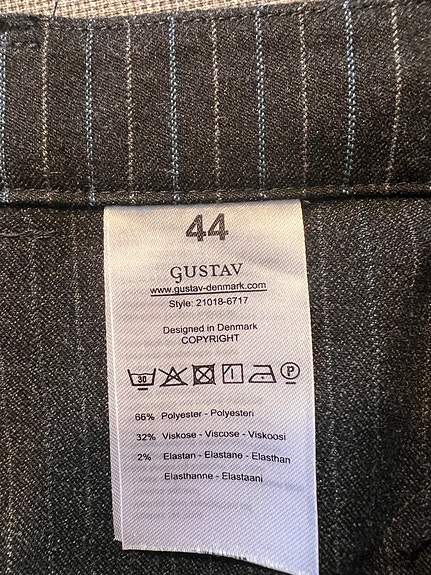 44
GUSTAV
www.gustav-denmark.com
Style: 21018-6717
Designed in Denmark
COPYRIGHT
30 P
66% Polyester - Polyesteri
32% Viskose - Viscose - Viskoosi
2% Elastan - Elastane - Elasthan
Elasthanne - Elastaani